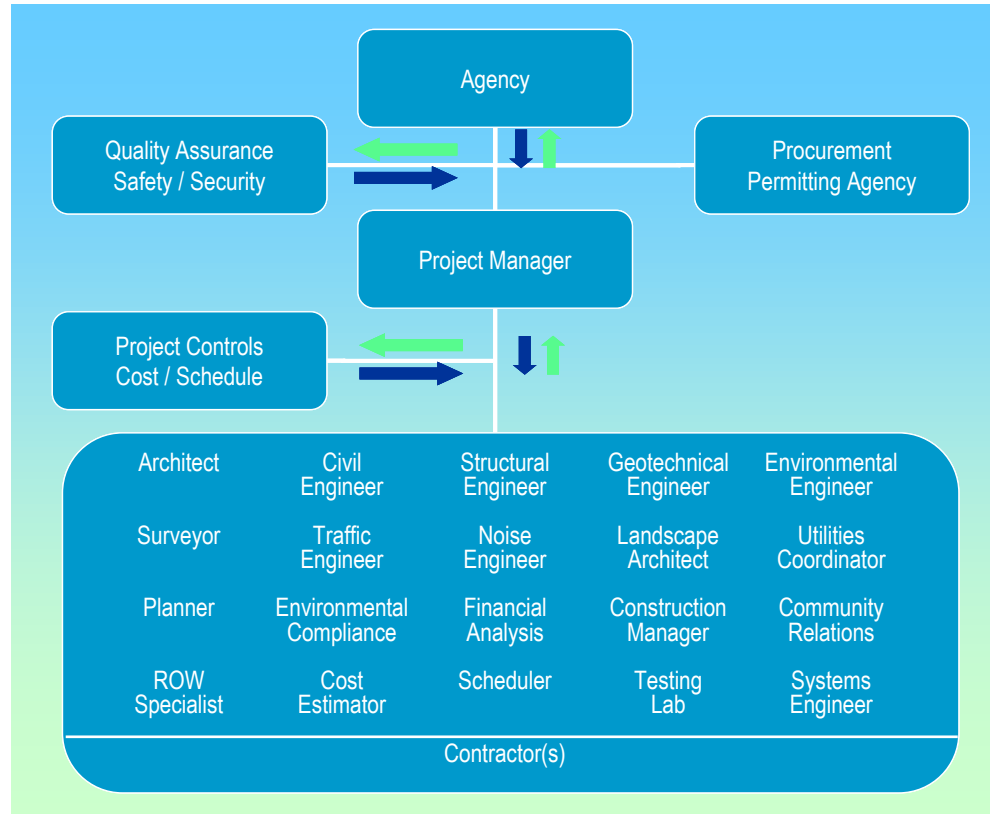 Agency
Quality Assurance
Safety / Security
Procurement
Permitting Agency
Project Manager
Project Controls
Cost / Schedule
Architect
Civil
Engineer
Structural
Engineer
Geotechnical
Engineer
Environmental
Engineer
Surveyor
Traffic
Engineer
Noise
Engineer
Landscape
Architect
Utilities
Coordinator
Planner
Environmental
Compliance
Financial
Analysis
Construction
Manager
Community
Relations
ROW
Specialist
Cost
Estimator
Scheduler
Testing
Lab
Systems
Engineer
Contractor(s)